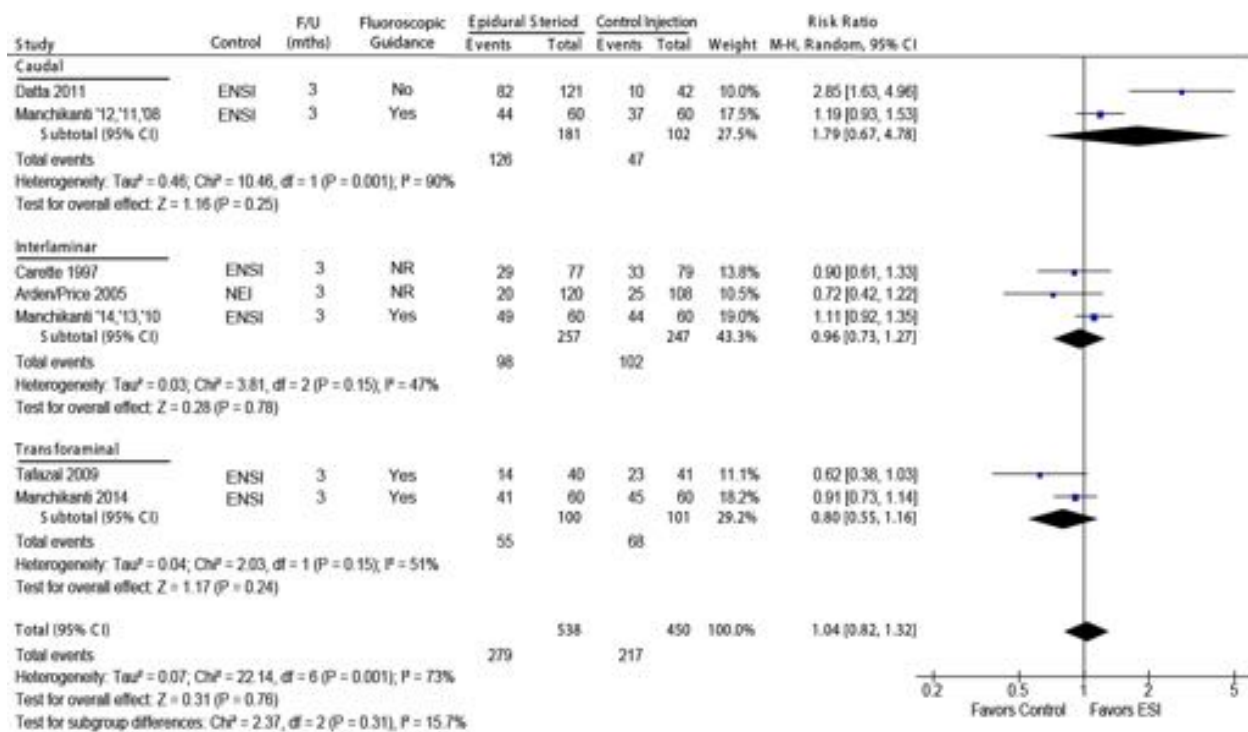 F/U Fluoroscopic Epidural Steriod Control Injection Risk Ratio
Study Control (mths) Guidance Events Total Events Total Weight M-H, Random, 95% CI
Caudal
Datta 2011 ENSI 3 No 82 121 10 42 10.0% 2.85 [1.63, 4.96]
Manchikanti '12,'11,'08 ENSI 3 Yes 44 60 37 60 17.5% 1.19 [0.93, 1.53]
Subtotal (95% CI) 181 102 27.5% 1.79 [0.67, 4.78]
Total events 126 47
Heterogeneity: Tau² = 0.46; Chi² = 10.46, df = 1 (P = 0.001); I² = 90%
Test for overall effect: Z = 1.16 (P = 0.25)
Interlaminar
Carette 1997 ENSI 3 NR 29 77 33 79 13.8% 0.90 [0.61, 1.33]
Arden/Price 2005 NEI 3 NR 20 120 25 108 10.5% 0.72 [0.42, 1.22]
Manchikanti '14,'13,'10 ENSI 3 Yes 49 60 44 60 19.0% 1.11 [0.92, 1.35]
Subtotal (95% CI) 257 247 43.3% 0.96 [0.73, 1.27]
Total events 98 102
Heterogeneity: Tau² = 0.03; Chi² = 3.81, df = 2 (P = 0.15); I² = 47%
Test for overall effect: Z = 0.28 (P = 0.78)
Transforaminal
Tafazal 2009 ENSI 3 Yes 14 40 23 41 11.1% 0.62 [0.38, 1.03]
Manchikanti 2014 ENSI 3 Yes 41 60 45 60 18.2% 0.91 [0.73, 1.14]
Subtotal (95% CI) 100 101 29.2% 0.80 [0.55, 1.16]
Total events 55 68
Heterogeneity: Tau² = 0.04; Chi² = 2.03, df = 1 (P = 0.15); I² = 51%
Test for overall effect: Z = 1.17 (P = 0.24)
Total (95% CI) 538 450 100.0% 1.04 [0.82, 1.32]
Total events 279 217
Heterogeneity: Tau² = 0.07; Chi² = 22.14, df = 6 (P = 0.001); I² = 73%
Test for overall effect: Z = 0.31 (P = 0.76)
Test for subgroup differences: Chi² = 2.37, df = 2 (P = 0.31), I² = 15.7%
0.2 0.5 1 2 5
Favors Control Favors ESI